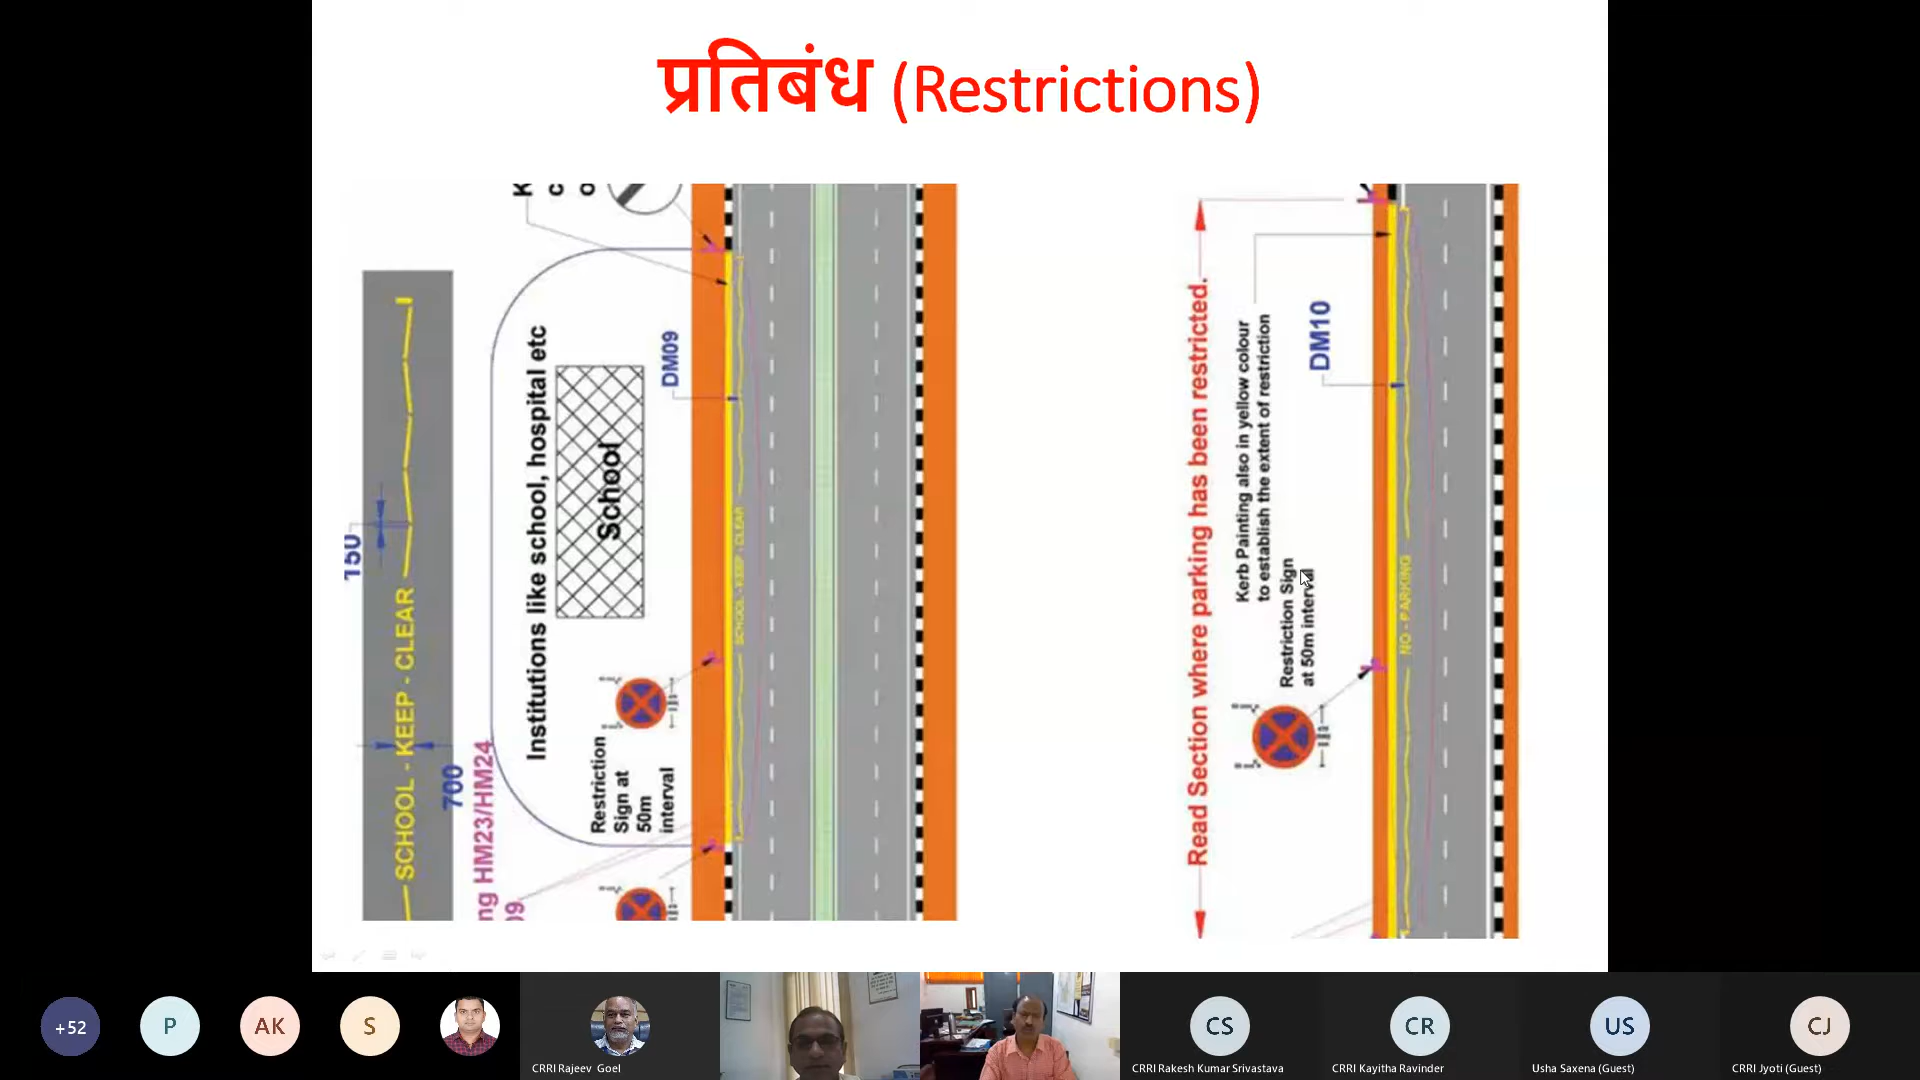 प्रतिबंध (Restrictions)
150
SCHOOL - KEEP - CLEAR
700
ng HM23/HM24
09
K
c
o
Institutions like school, hospital etc
School
DM09
Restriction
Sign at
50m
interval
SCHOOL - KEEP - CLEAR
Read Section where parking has been restricted.
Kerb Painting also in yellow colour
to establish the extent of restriction
Restriction Sign
at 50m interval
DM10
NO - PARKING
+52
P
AK
S
CRRI Rajeev Goel
CS
CRRI Rakesh Kumar Srivastava
CR
CRRI Kayitha Ravinder
US
Usha Saxena (Guest)
CJ
CRRI Jyoti (Guest)